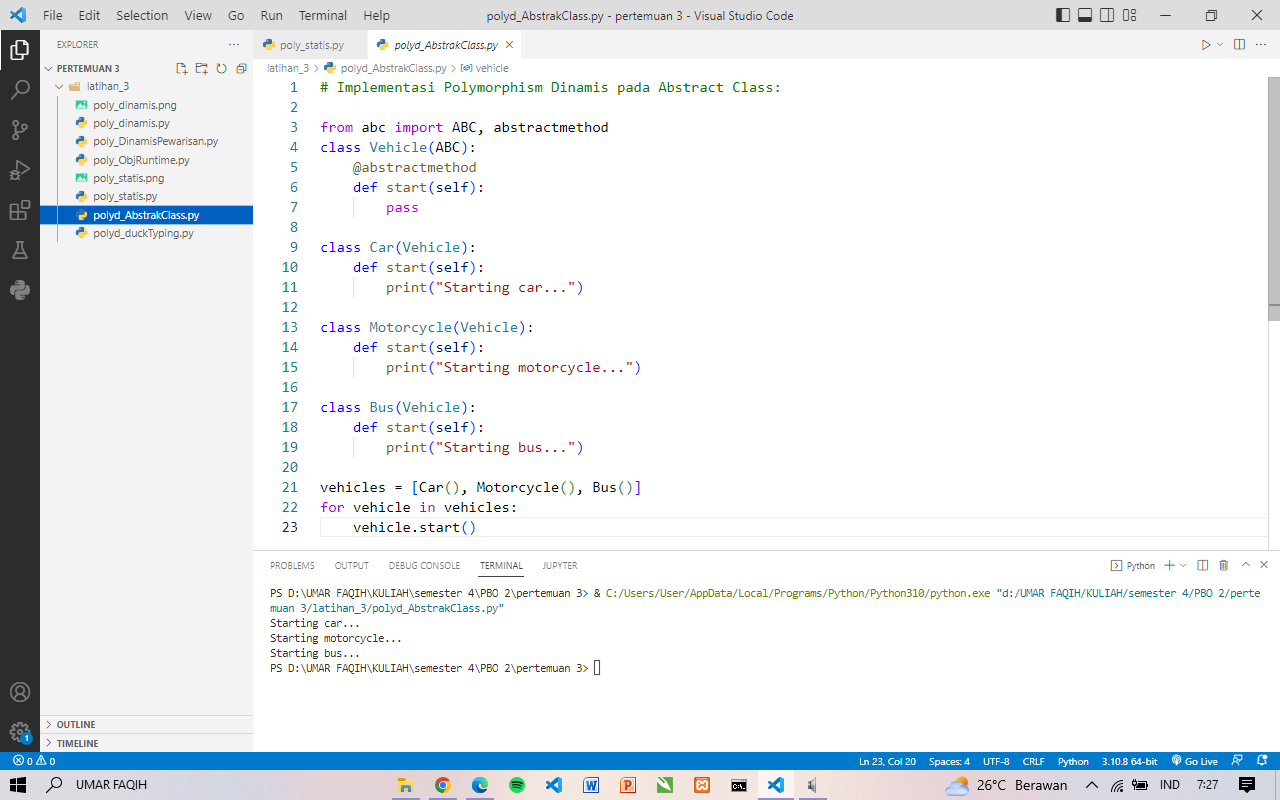 File Edit Selection View Go Run Terminal Help polyd_AbstrakClass.py - pertemuan 3 - Visual Studio Code
EXPLORER
PERTEMUAN 3
latihan_3
poly_dinamis.png
poly_dinamis.py
poly_DinamisPewarisan.py
poly_ObjRuntime.py
poly_statis.png
poly_statis.py
polyd_AbstrakClass.py
polyd_duckTyping.py
OUTLINE
TIMELINE
poly_statis.py polyd_AbstrakClass.py
latihan_3 > polyd_AbstrakClass.py > vehicle
1 # Implementasi Polymorphism Dinamis pada Abstract Class:
2
3 from abc import ABC, abstractmethod
4 class Vehicle(ABC):
5     @abstractmethod
6     def start(self):
7         pass
8
9 class Car(Vehicle):
10     def start(self):
11         print("Starting car...")
12
13 class Motorcycle(Vehicle):
14     def start(self):
15         print("Starting motorcycle...")
16
17 class Bus(Vehicle):
18     def start(self):
19         print("Starting bus...")
20
21 vehicles = [Car(), Motorcycle(), Bus()]
22 for vehicle in vehicles:
23     vehicle.start()
PROBLEMS OUTPUT DEBUG CONSOLE TERMINAL JUPYTER Python
PS D:\UMAR FAQIH\KULIAH\semester 4\PBO 2\pertemuan 3> & C:/Users/User/AppData/Local/Programs/Python/Python310/python.exe "d:/UMAR FAQIH/KULIAH/semester 4/PBO 2/perte
muan 3/latihan_3/polyd_AbstrakClass.py"
Starting car...
Starting motorcycle...
Starting bus...
PS D:\UMAR FAQIH\KULIAH\semester 4\PBO 2\pertemuan 3>
1
0 0 Ln 23, Col 20 Spaces: 4 UTF-8 CRLF Python 3.10.8 64-bit Go Live
UMAR FAQIH 26°C Berawan IND 7:27